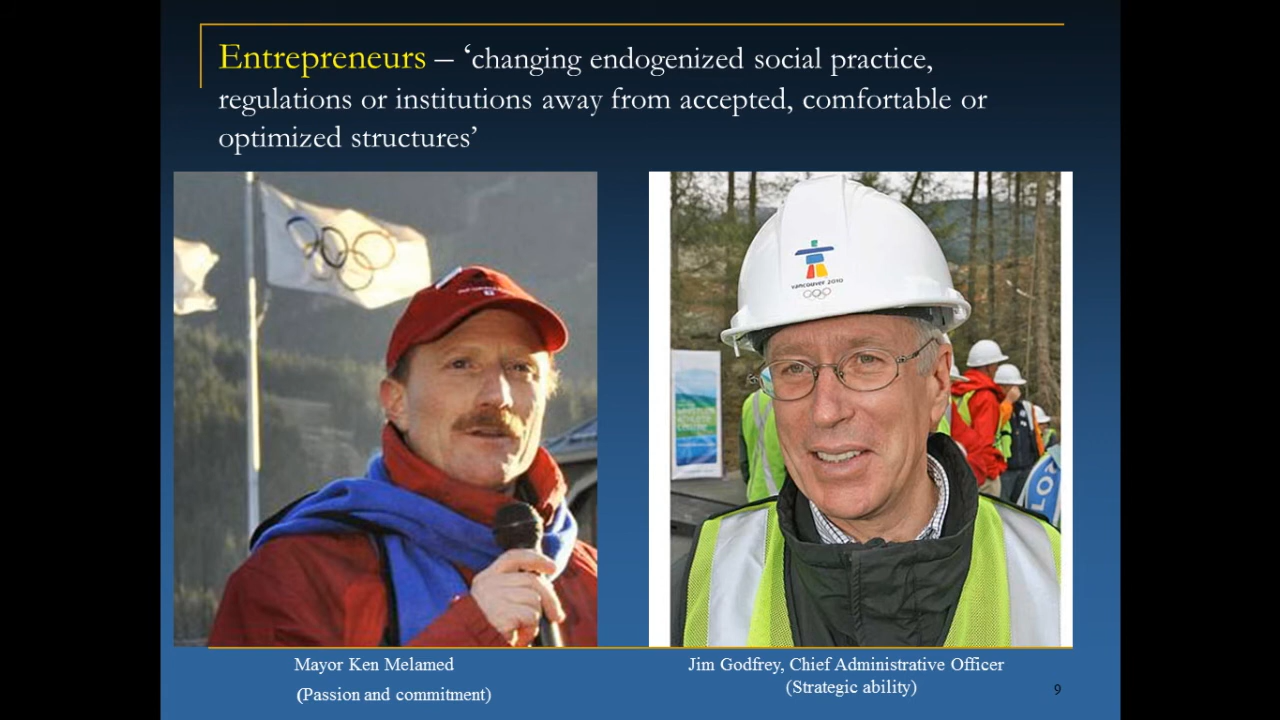 Entrepreneurs – ‘changing endogenized social practice,
regulations or institutions away from accepted, comfortable or
optimized structures’
vancouver 2010
Mayor Ken Melamed
(Passion and commitment)
Jim Godfrey, Chief Administrative Officer
(Strategic ability)
9